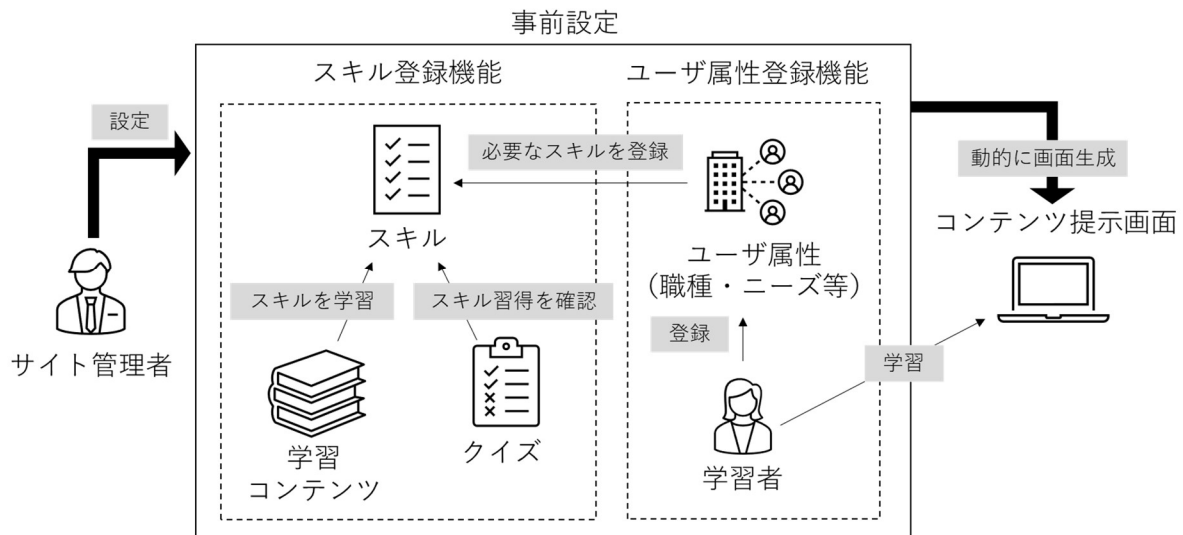 事前設定
スキル登録機能
ユーザ属性登録機能
設定
必要なスキルを登録
動的に画面生成
スキル
ユーザ属性
（職種・ニーズ等）
コンテンツ提示画面
スキルを学習
スキル習得を確認
登録
学習
サイト管理者
学習
コンテンツ
クイズ
学習者